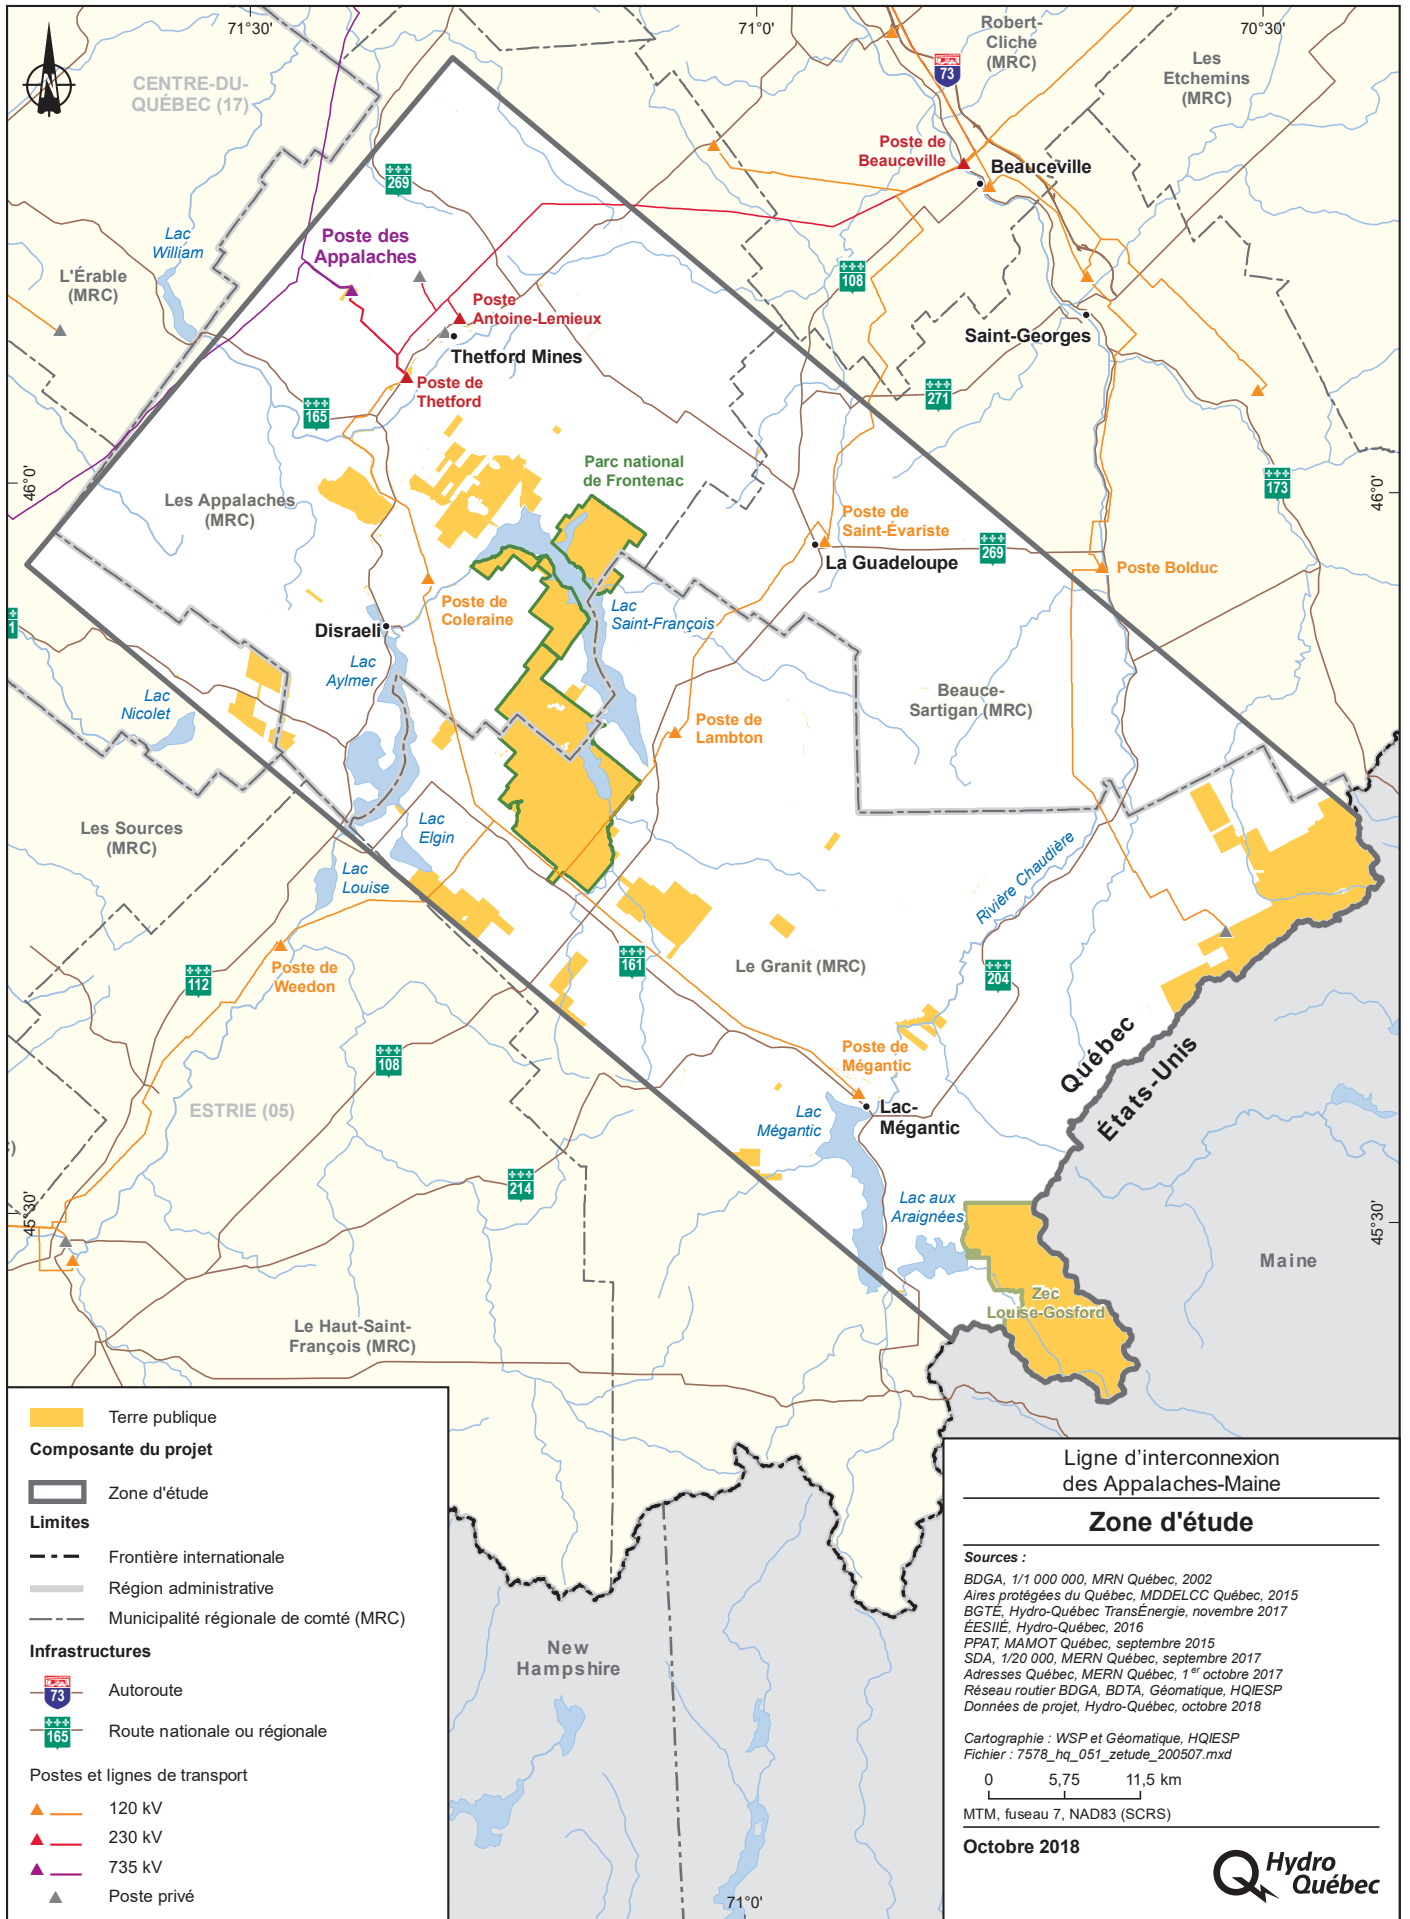 71°30'
71°0'
70°30'
Robert-
Cliche
(MRC)
Les
Etchemins
(MRC)
73
CENTRE-DU-
QUÉBEC (17)
N
269
Poste de
Beauceville
Beauceville
Lac
William
Poste des
Appalaches
L'Érable
(MRC)
108
Poste
Antoine-Lemieux
Thetford Mines
Saint-Georges
Poste de
Thetford
165
271
Parc national
de Frontenac
46°0'
46°0'
173
Les Appalaches
(MRC)
Poste de
Saint-Évariste
La Guadeloupe
269
Poste Bolduc
1
Poste de
Coleraine
Lac
Saint-François
Disraeli
Lac
Aylmer
Lac
Nicolet
Beauce-
Sartigan (MRC)
Poste de
Lambton
Les Sources
(MRC)
Lac
Elgin
Lac
Louise
Rivière Chaudière
Poste de
Weedon
112
161
Le Granit (MRC)
204
Québec
États-Unis
108
Poste de
Mégantic
ESTRIE (05)
Lac
Mégantic
Lac-
Mégantic
)
214
Lac aux
Araignées
45°30'
45°30'
Maine
Zec
Louise-Gosford
Le Haut-Saint-
François (MRC)
New
Hampshire
71°0'
Terre publique
Composante du projet
Zone d'étude
Limites
Frontière internationale
Région administrative
Municipalité régionale de comté (MRC)
Infrastructures
73
Autoroute
165
Route nationale ou régionale
Postes et lignes de transport
120 kV
230 kV
735 kV
Poste privé
Ligne d'interconnexion
des Appalaches-Maine
Zone d'étude
Sources :
BDGA, 1/1 000 000, MRN Québec, 2002
Aires protégées du Québec, MDDELCC Québec, 2015
BGTÉ, Hydro-Québec TransÉnergie, novembre 2017
ÉESIIÉ, Hydro-Québec, 2016
PPAT, MAMOT Québec, septembre 2015
SDA, 1/20 000, MERN Québec, septembre 2017
Adresses Québec, MERN Québec, 1er octobre 2017
Réseau routier BDGA, BDTA, Géomatique, HQIESP
Données de projet, Hydro-Québec, octobre 2018
Cartographie : WSP et Géomatique, HQIESP
Fichier : 7578_hq_051_zetude_200507.mxd
0 5,75 11,5 km
MTM, fuseau 7, NAD83 (SCRS)
Octobre 2018
Hydro
Québec